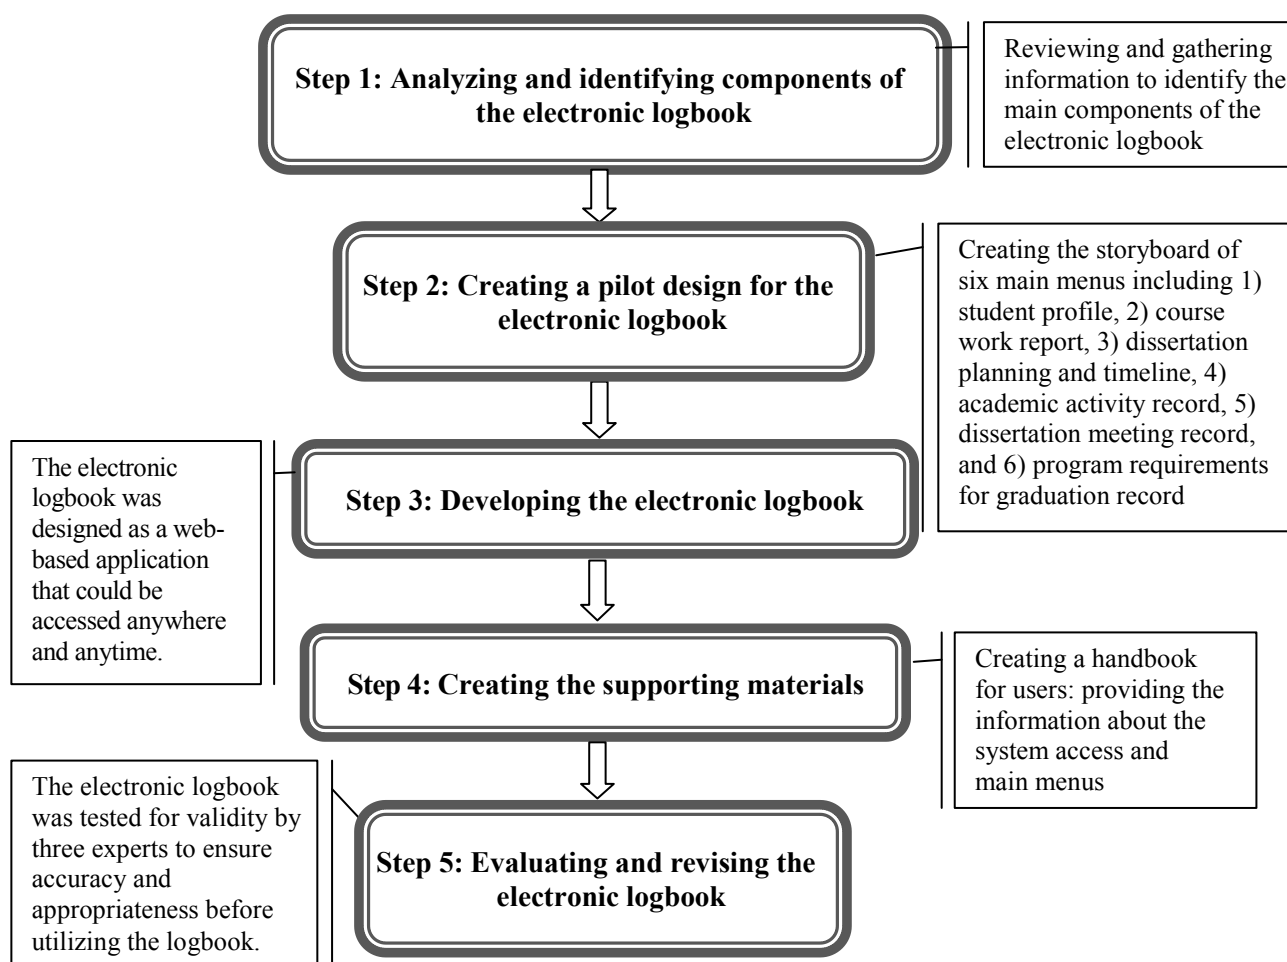 Step 1: Analyzing and identifying components of
the electronic logbook
Reviewing and gathering
information to identify the
main components of the
electronic logbook
Step 2: Creating a pilot design for the
electronic logbook
Creating the storyboard of
six main menus including 1)
student profile, 2) course
work report, 3) dissertation
planning and timeline, 4)
academic activity record, 5)
dissertation meeting record,
and 6) program requirements
for graduation record
The electronic
logbook was
designed as a web-
based application
that could be
accessed anywhere
and anytime.
Step 3: Developing the electronic logbook
Step 4: Creating the supporting materials
Creating a handbook
for users: providing the
information about the
system access and
main menus
The electronic logbook
was tested for validity by
three experts to ensure
accuracy and
appropriateness before
utilizing the logbook.
Step 5: Evaluating and revising the
electronic logbook